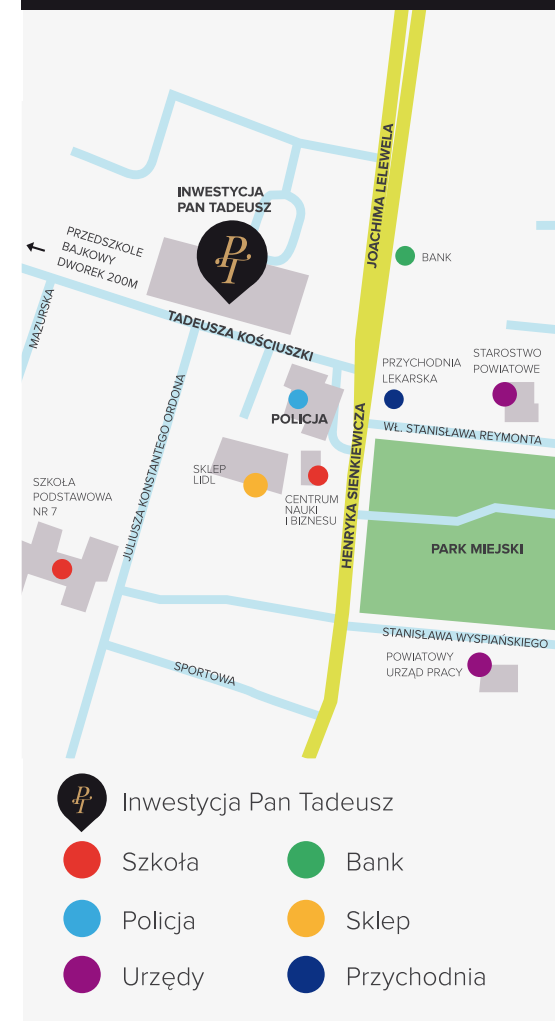 JOACHIMA LELEWELA
INWESTYCJA
PAN TADEUSZ
PT
PRZEDSZKOLE
BAJKOWY
DWOREK 200M
BANK
MAZURSKA
TADEUSZA KOŚCIUSZKI
PRZYCHODNIA
LEKARSKA
STAROSTWO
POWIATOWE
JULIUSZA KONSTANTEGO ORDONA
POLICJA
WŁ. STANISŁAWA REYMONTA
HENRYKA SIENKIEWICZA
SKLEP
LIDL
SZKOŁA
PODSTAWOWA
NR 7
CENTRUM
NAUKI
I BIZNESU
PARK MIEJSKI
STANISŁAWA WYSPIAŃSKIEGO
POWIATOWY
URZĄD PRACY
SPORTOWA
PT
Inwestycja Pan Tadeusz
Szkoła
Bank
Policja
Sklep
Urzędy
Przychodnia